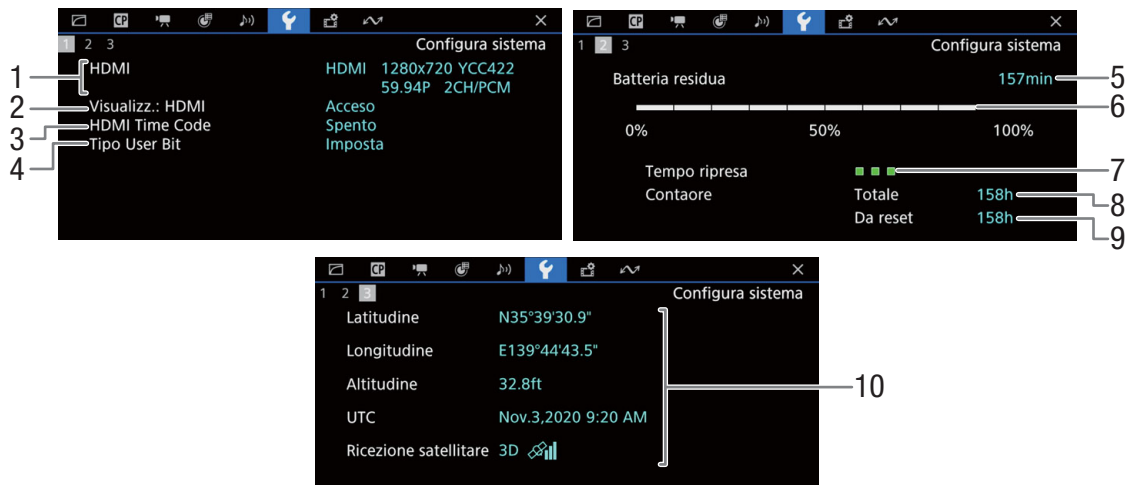 CP
1 2 3
Configura sistema
HDMI HDMI 1280x720 YCC422
59.94P 2CH/PCM
Visualizz.: HDMI Acceso
HDMI Time Code Spento
Tipo User Bit Imposta
1
2
3
4
CP
1 2 3
Configura sistema
Batteria residua 157min
0% 50% 100%
Tempo ripresa
Contaore Totale 158h
Da reset 158h
5
6
7
8
9
CP
1 2 3
Configura sistema
Latitudine N35°39'30.9"
Longitudine E139°44'43.5"
Altitudine 32.8ft
UTC Nov.3,2020 9:20 AM
Ricezione satellitare 3D
10